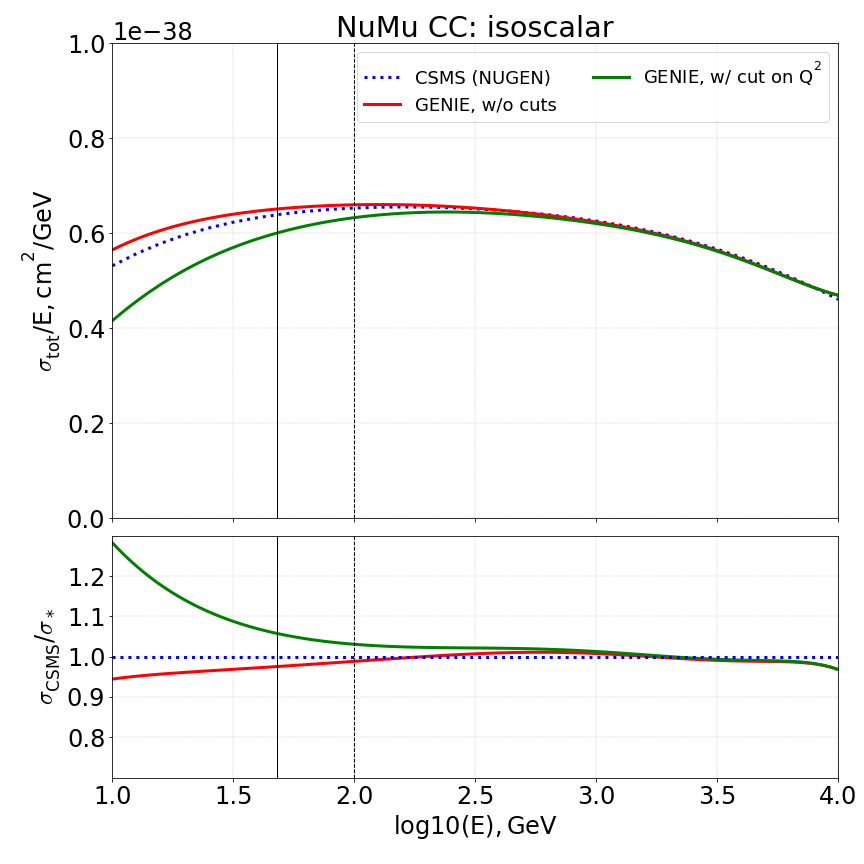 NuMu CC: isoscalar
1e−38
CSMS (NUGEN)
GENIE, w/o cuts
GENIE, w/ cut on Q²
1.0
0.8
0.6
0.4
0.2
0.0
σ_tot/E, cm²/GeV
1.2
1.1
1.0
0.9
0.8
σ_CSMS/σ_*
1.0 1.5 2.0 2.5 3.0 3.5 4.0
log10(E), GeV